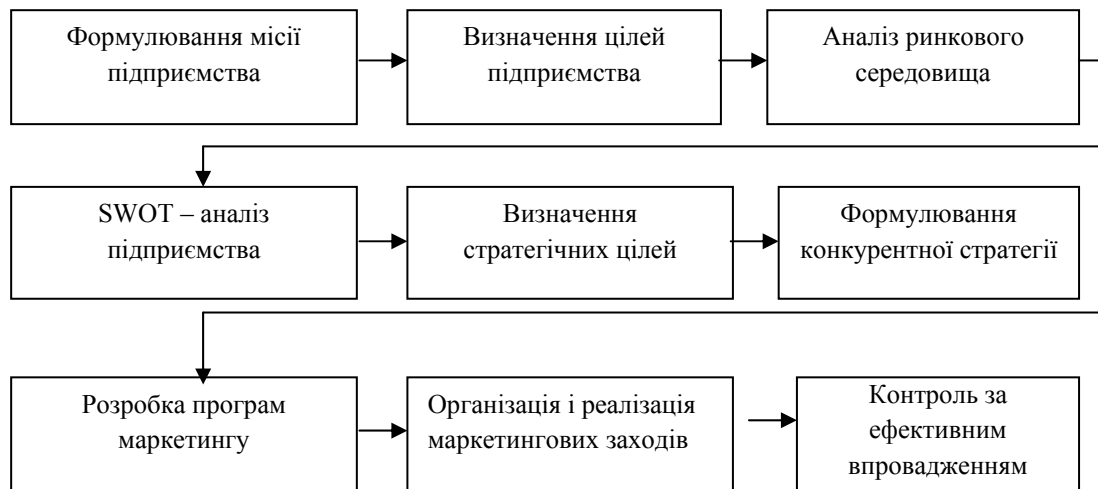 Формулювання місії
підприємства
Визначення цілей
підприємства
Аналіз ринкового
середовища
SWOT – аналіз
підприємства
Визначення
стратегічних цілей
Формулювання
конкурентної стратегії
Розробка програм
маркетингу
Організація і реалізація
маркетингових заходів
Контроль за
ефективним
впровадженням